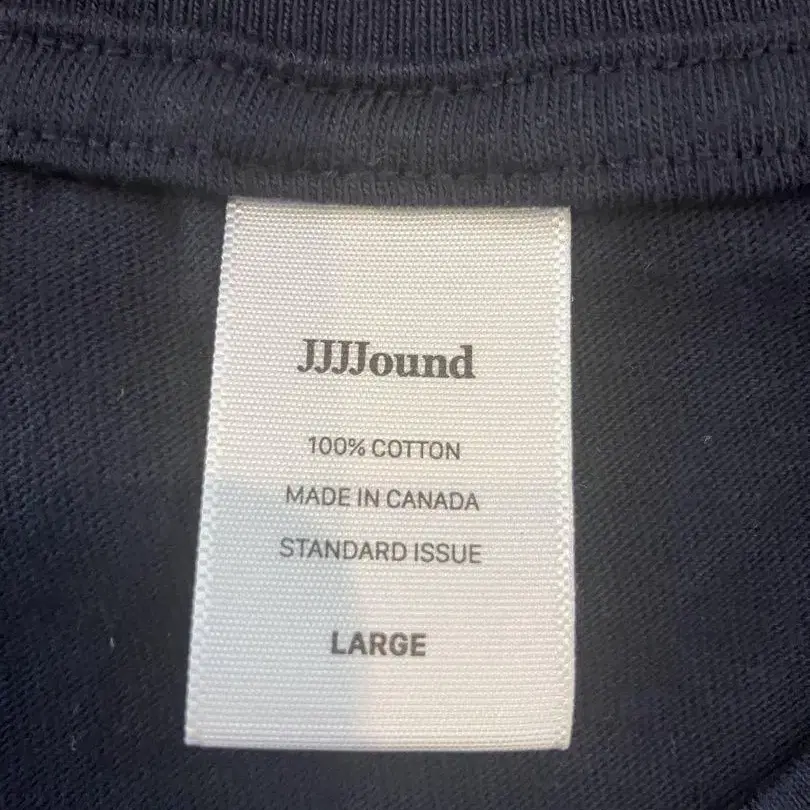 JJJJound
100% COTTON
MADE IN CANADA
STANDARD ISSUE
LARGE